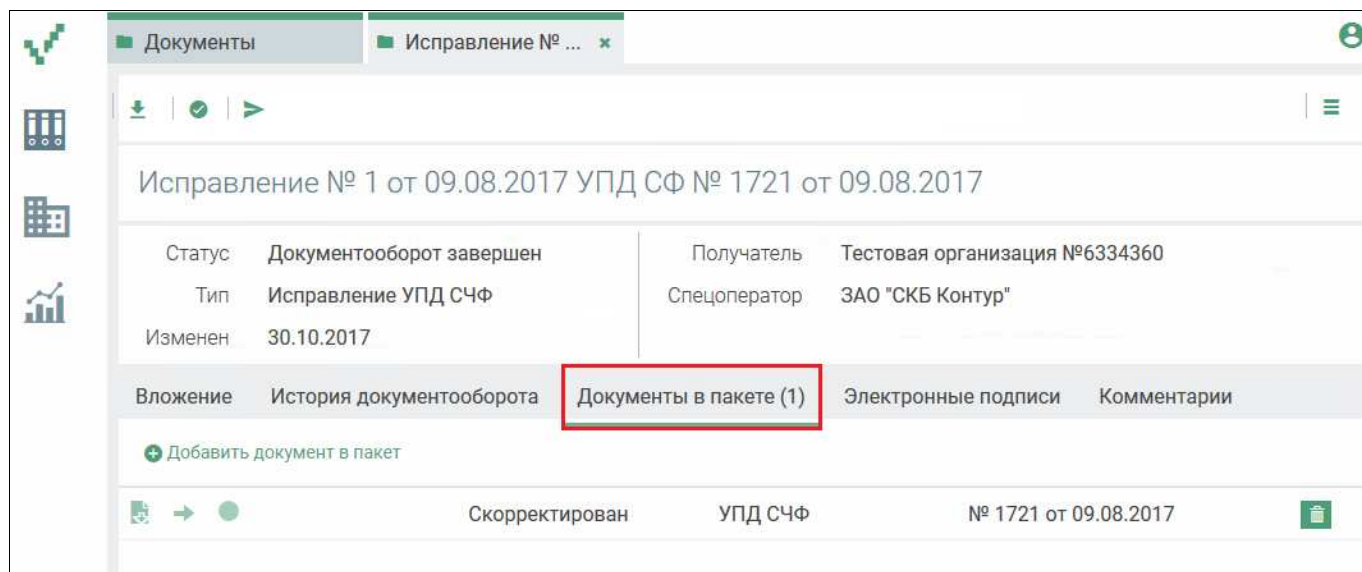 Документы
Исправление № ...
Исправление № 1 от 09.08.2017 УПД СФ № 1721 от 09.08.2017
Статус Документооборот завершен Получатель Тестовая организация №6334360
Тип Исправление УПД СЧФ Спецоператор ЗАО "СКБ Контур"
Изменен 30.10.2017
Вложение История документооборота Документы в пакете (1) Электронные подписи Комментарии
Добавить документ в пакет
Скорректирован УПД СЧФ № 1721 от 09.08.2017